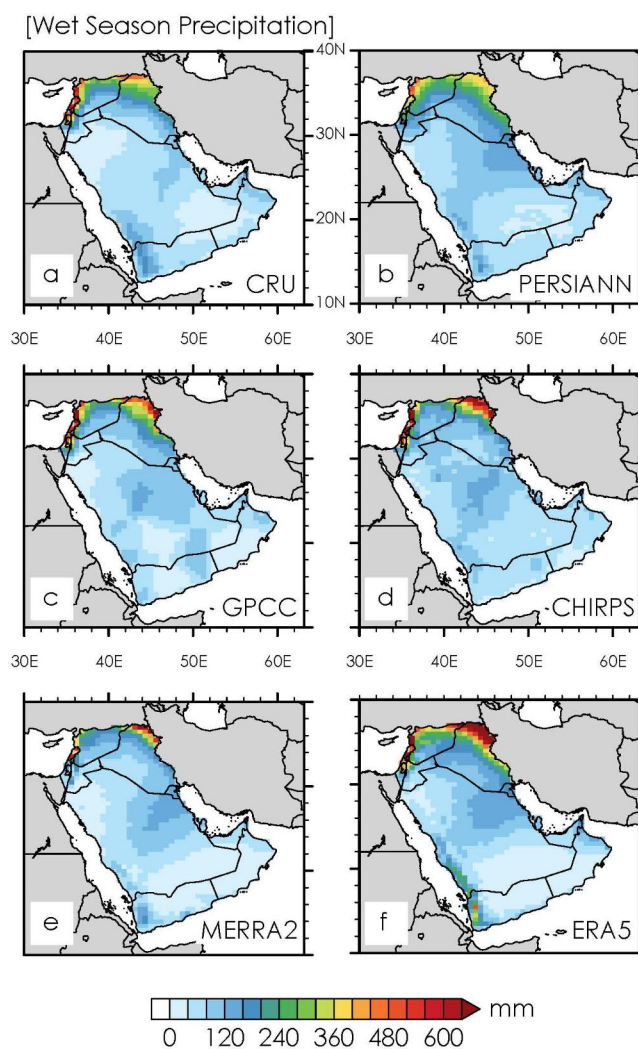 [Wet Season Precipitation]
40N
30N
20N
10N
a
CRU
b
PERSIANN
30E 40E 50E 60E 30E 40E 50E 60E
c
GPCC
d
CHIRPS
30E 40E 50E 60E 30E 40E 50E 60E
e
MERRA2
f
ERA5
mm
0 120 240 360 480 600